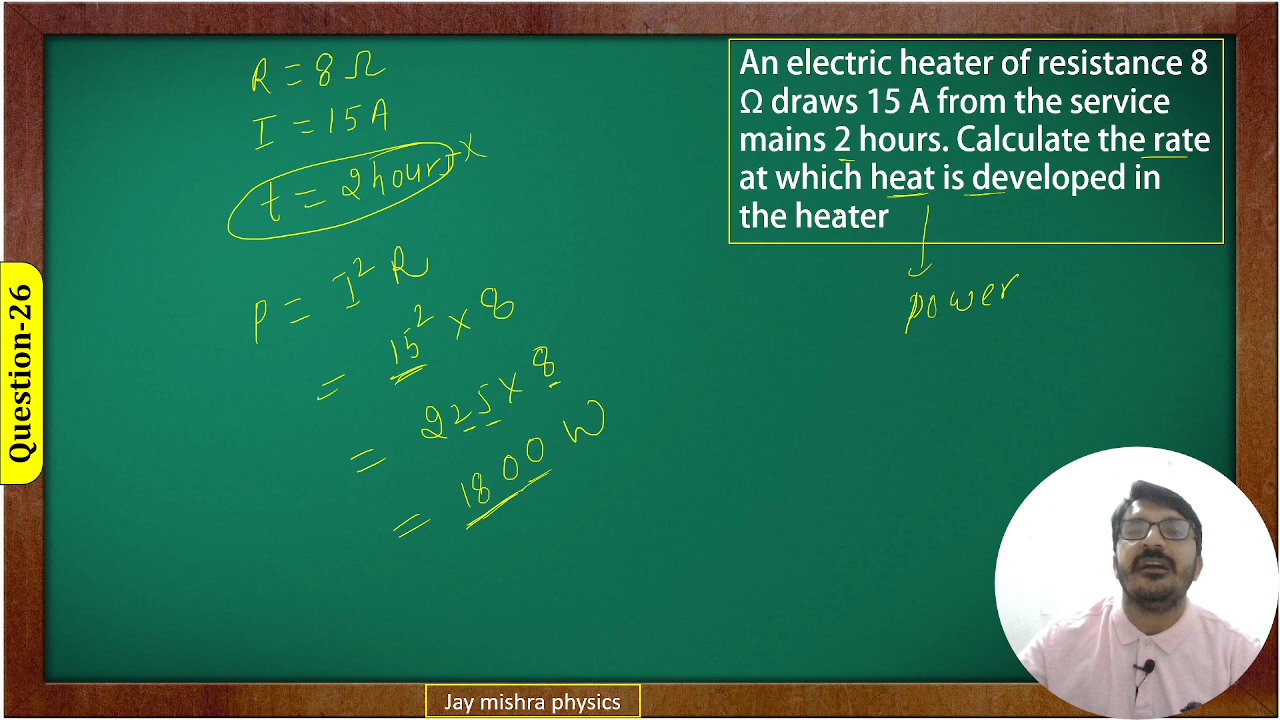 R = 8 Ω
I = 15 A
t = 2 hours x
P = I² R
= 15² × 8
= 225 × 8
= 1800 W
An electric heater of resistance 8
Ω draws 15 A from the service
mains 2 hours. Calculate the rate
at which heat is developed in
the heater
power
Question-26
Jay mishra physics